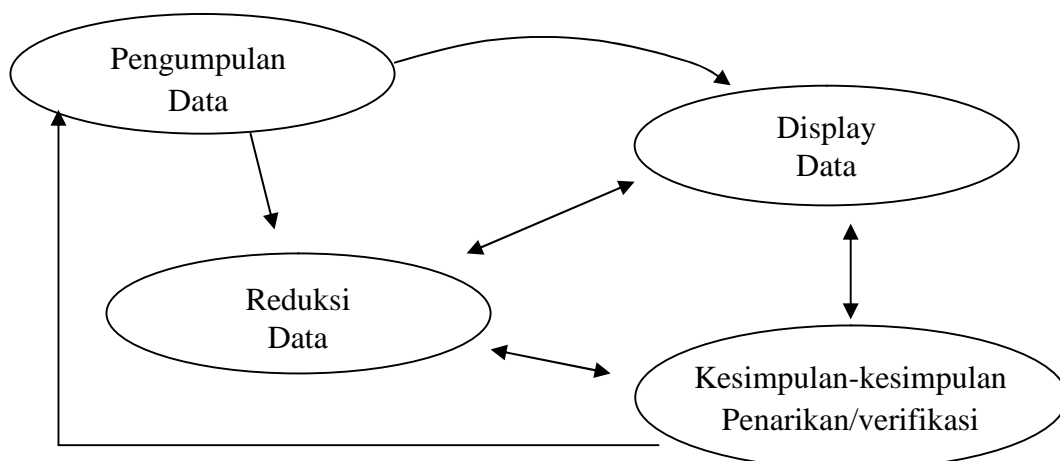 Pengumpulan
Data
Display
Data
Reduksi
Data
Kesimpulan-kesimpulan
Penarikan/verifikasi